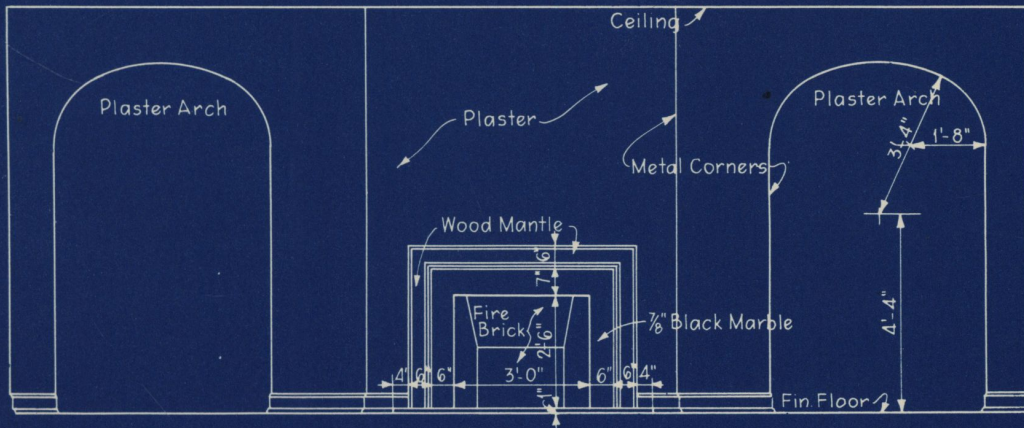 Ceiling
Plaster Arch
Plaster
Plaster Arch
3'-4"
1'-8"
Metal Corners
Wood Mantle
6"
7"
Fire
Brick
2'-6"
7/8" Black Marble
4'-4"
4"
6"
6"
3'-0"
6"
6"
4"
1"
Fin. Floor